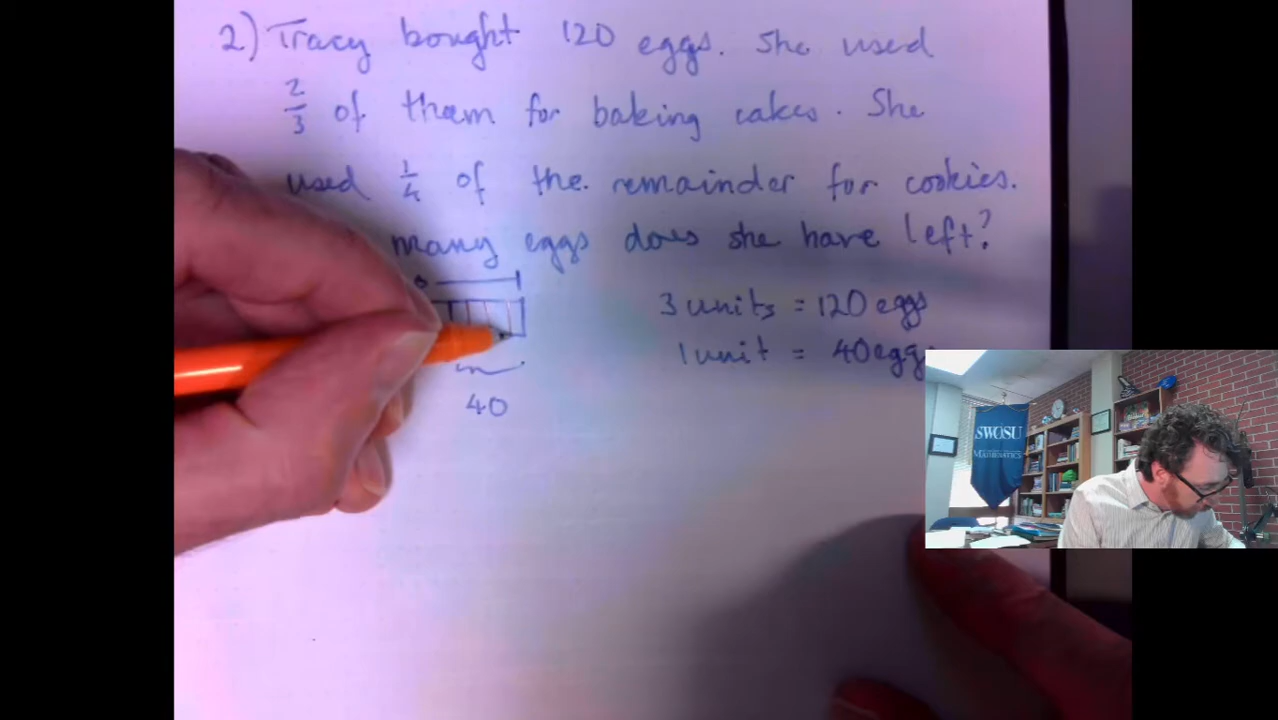 2) Tracy bought 120 eggs. She used
2/3 of them for baking cakes. She
used 1/4 of the remainder for cookies.
many eggs does she have left?
3 units = 120 eggs
1 unit = 40 eggs
40
SWOSU
MATHEMATICS